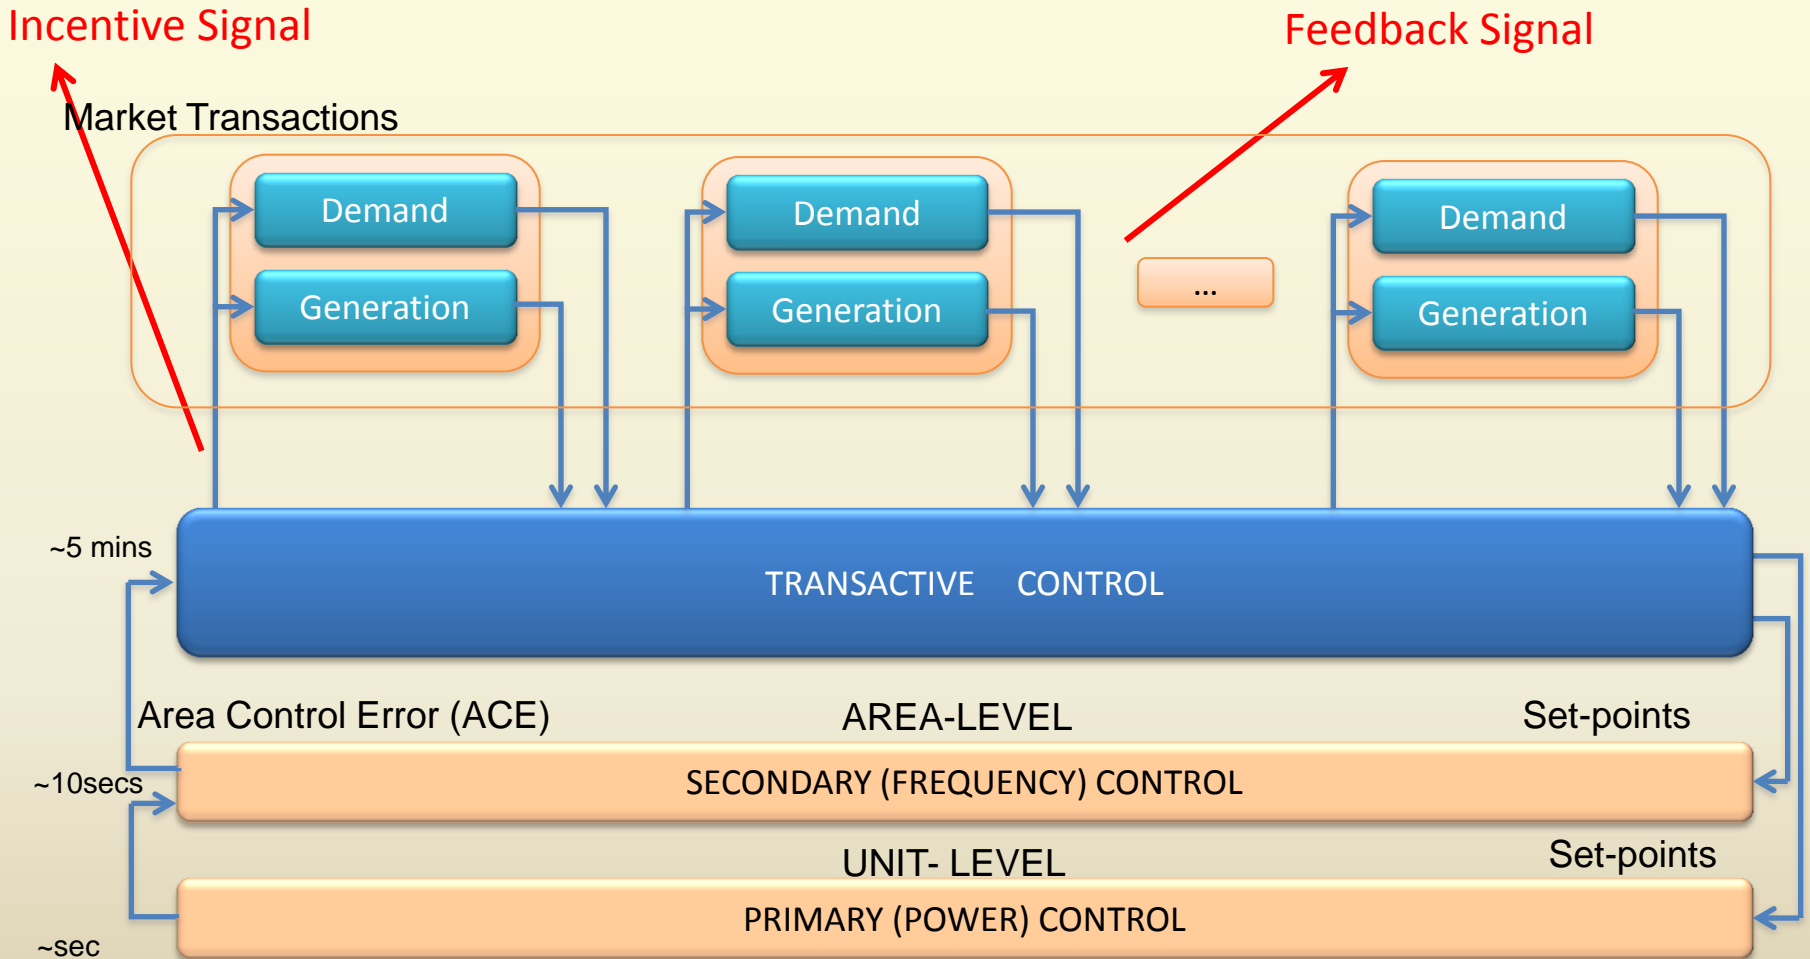 Incentive Signal
Feedback Signal
Market Transactions
Demand
Generation
Demand
Generation
...
Demand
Generation
~5 mins
TRANSACTIVE CONTROL
Area Control Error (ACE)
AREA-LEVEL
Set-points
~10secs
SECONDARY (FREQUENCY) CONTROL
UNIT- LEVEL
Set-points
PRIMARY (POWER) CONTROL
~sec